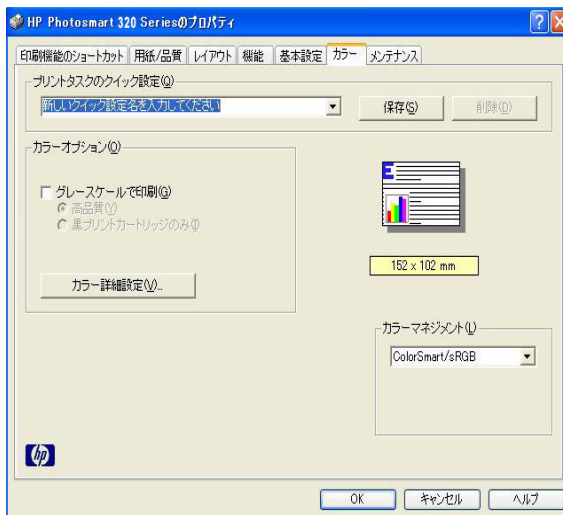 HP Photosmart 320 Seriesのプロパティ
印刷機能のショートカット 用紙/品質 レイアウト 機能 基本設定 カラー メンテナンス
プリントタスクのクイック設定(Q)
新しいクイック設定名を入力してください 保存(S) 削除(D)
カラーオプション(O)
グレースケールで印刷(G)
高品質(Y)
黒プリントカートリッジのみ(I)
カラー詳細設定(V)...
E
152 x 102 mm
カラーマネジメント(L)
ColorSmart/sRGB
hp
OK キャンセル ヘルプ